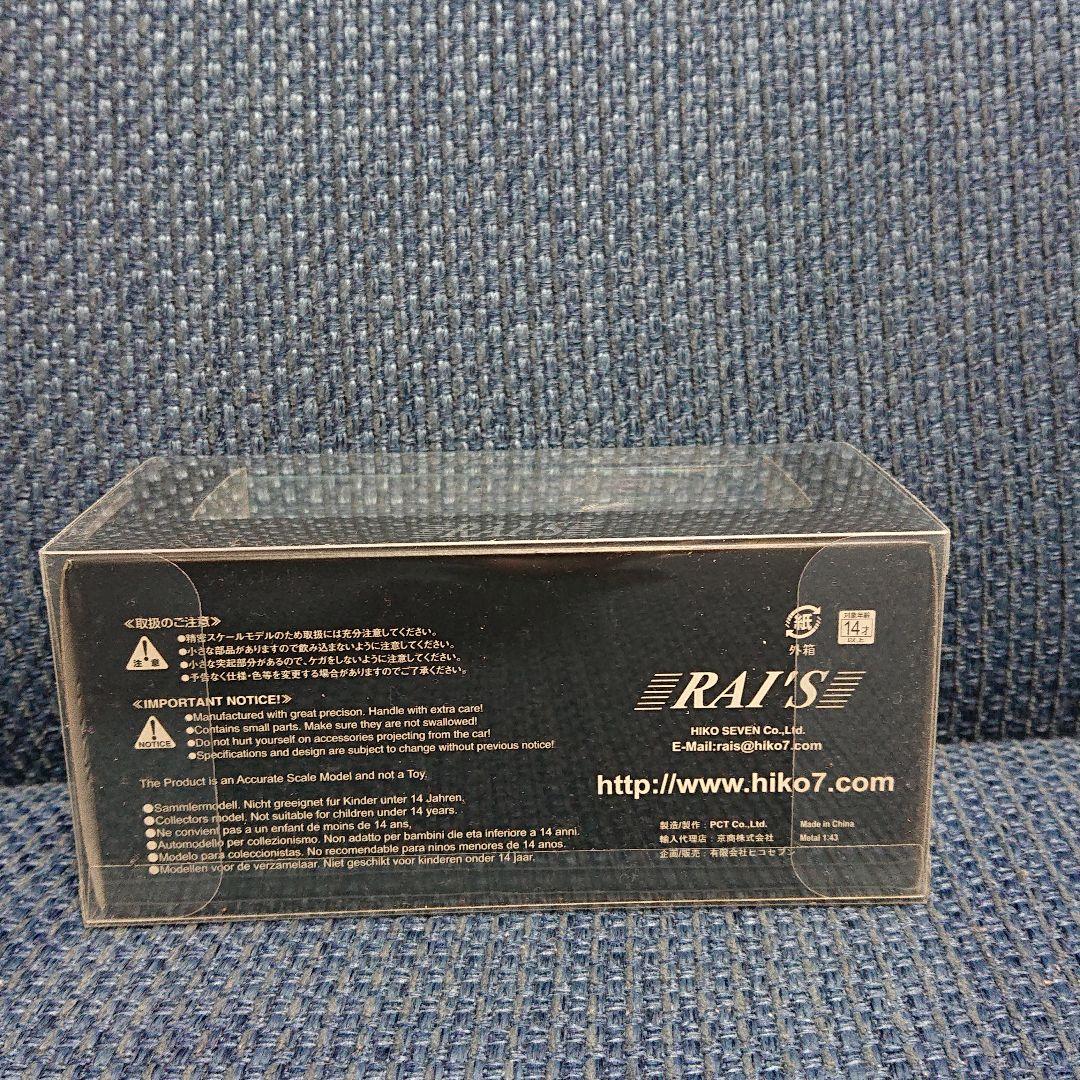 RAI'S
≪取扱のご注意≫
注意
●精密スケールモデルのため取扱には充分注意してください。
●小さな部品がありますので飲み込まないように注意してください。
●小さな突起部分があるので、ケガをしないように注意してください。
●予告なく仕様・色等を変更する場合がありますのでご了承ください。
≪IMPORTANT NOTICE!≫
NOTICE
●Manufactured with great precison. Handle with extra care!
●Contains small parts. Make sure they are not swallowed!
●Do not hurt yourself on accessories projecting from the car!
●Specifications and design are subject to change without previous notice!
The Product is an Accurate Scale Model and not a Toy.
●Sammlermodell. Nicht geeignet fur Kinder unter 14 Jahren,
●Collectors model, Not suitable for children under 14 years.
●Ne convient pas a un enfant de moins de 14 ans,
●Automodello per collezionismo. Non adatto per bambini die eta inferiore a 14 anni.
●Modelo para coleccionistas. No recomendable para ninos menores de 14 anos.
●Modellen voor de verzamelaar. Niet geschikt voor kinderen onder 14 jaar.
紙
外箱
対象年齢
14才
以上
RAI'S
HIKO SEVEN Co.,Ltd.
E-Mail:rais@hiko7.com
http://www.hiko7.com
製造/製作：PCT Co.,Ltd. Made in China
輸入代理店：京商株式会社 Metal 1:43
企画/販売：有限会社ヒコセブン